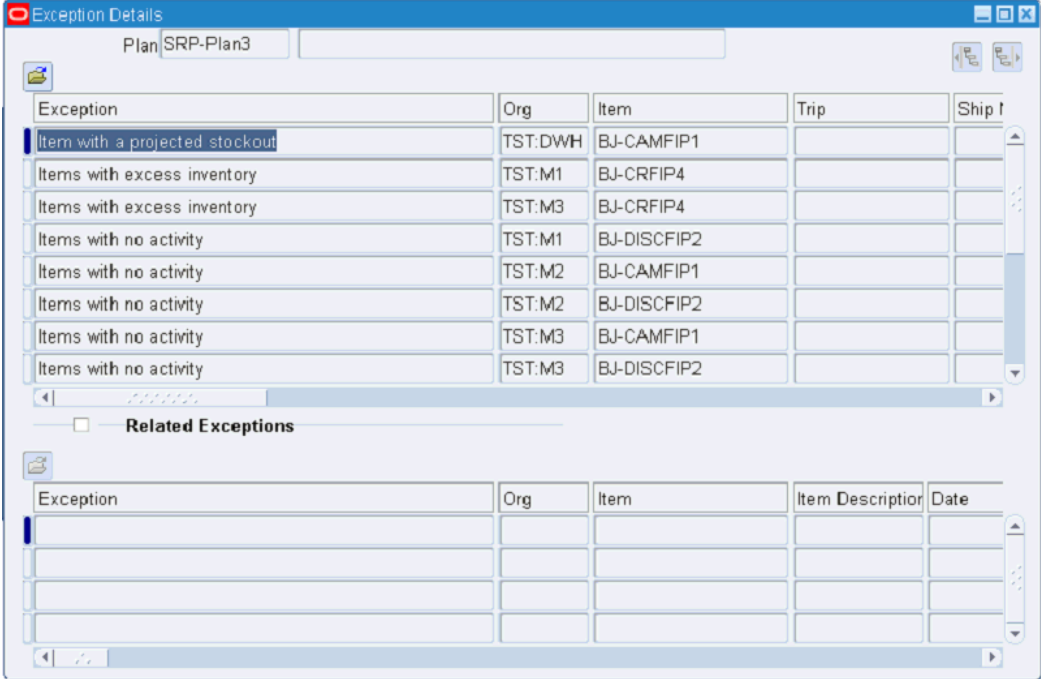 Exception Details
Plan SRP-Plan3
Exception Org Item Trip Ship
Item with a projected stockout TST:DWH BJ-CAMFIP1
Items with excess inventory TST:M1 BJ-CRFIP4
Items with excess inventory TST:M3 BJ-CRFIP4
Items with no activity TST:M1 BJ-DISCFIP2
Items with no activity TST:M2 BJ-CAMFIP1
Items with no activity TST:M2 BJ-DISCFIP2
Items with no activity TST:M3 BJ-CAMFIP1
Items with no activity TST:M3 BJ-DISCFIP2
Related Exceptions
Exception Org Item Item Description Date